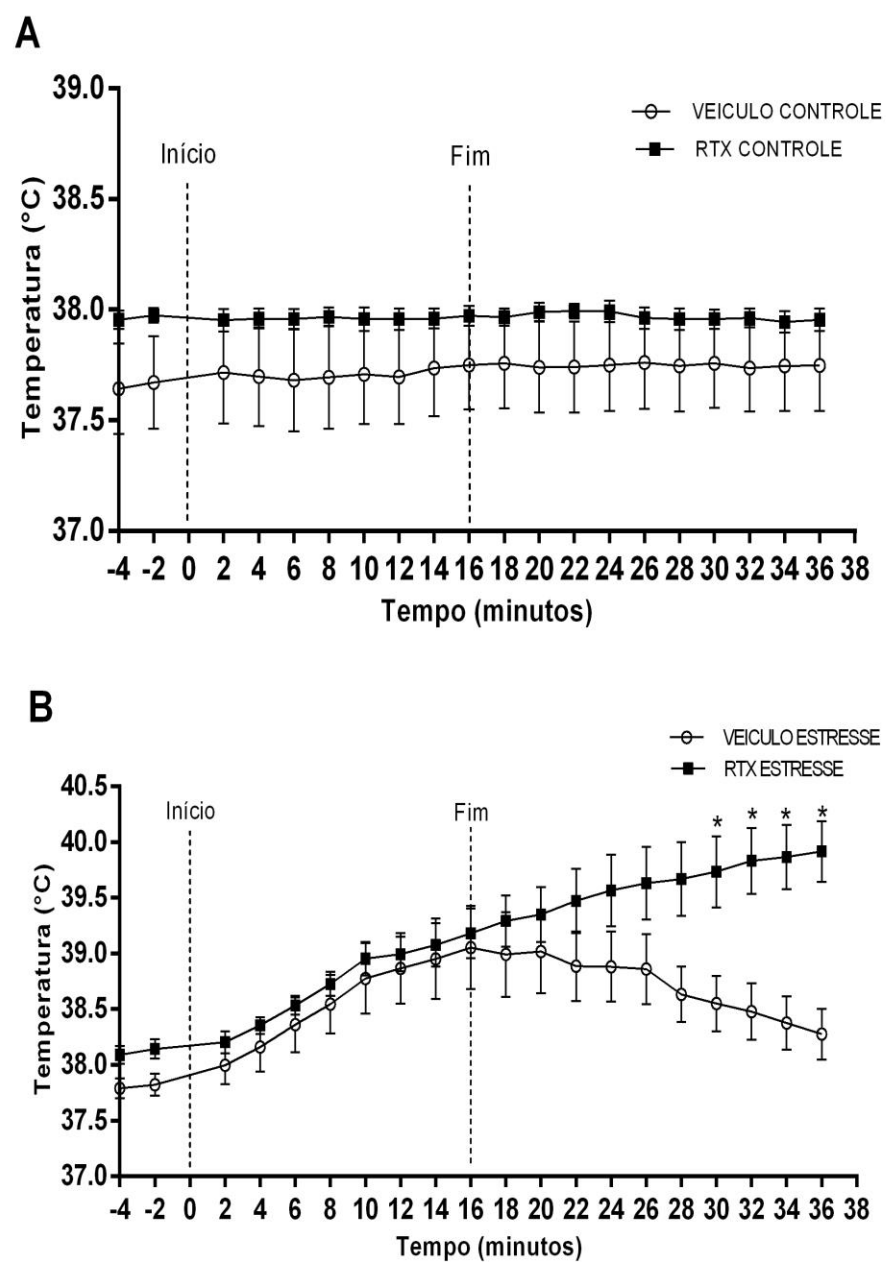 A
39.0
38.5
38.0
37.5
37.0
Temperatura (°C)
Início
Fim
VEICULO CONTROLE
RTX CONTROLE
-4 -2 0 2 4 6 8 10 12 14 16 18 20 22 24 26 28 30 32 34 36 38
Tempo (minutos)
B
40.5
40.0
39.5
39.0
38.5
38.0
37.5
37.0
Temperatura (°C)
Início
Fim
VEICULO ESTRESSE
RTX ESTRESSE
* * * *
-4 -2 0 2 4 6 8 10 12 14 16 18 20 22 24 26 28 30 32 34 36 38
Tempo (minutos)